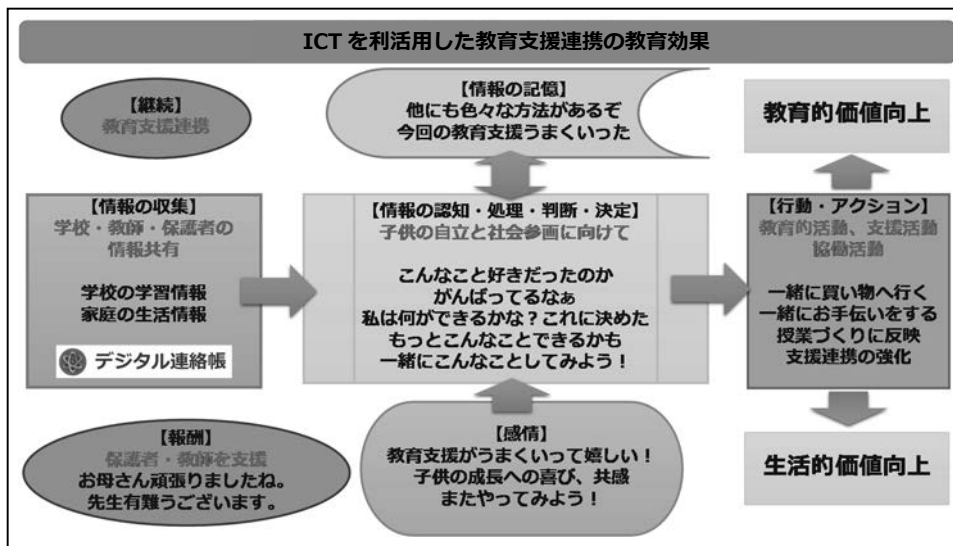 ICTを利活用した教育支援連携の教育効果
【継続】
教育支援連携
【情報の記憶】
他にも色々な方法があるぞ
今回の教育支援うまくいった
教育的価値向上
【情報の収集】
学校・教師・保護者の
情報共有
学校の学習情報
家庭の生活情報
デジタル連絡帳
【情報の認知・処理・判断・決定】
子供の自立と社会参画に向けて
こんなこと好きだったのか
がんばってるなぁ
私は何ができるかな？これに決めた
もっとこんなことできるかも
一緒にこんなことしてみよう！
【行動・アクション】
教育的活動、支援活動
協働活動
一緒に買い物へ行く
一緒にお手伝いをする
授業づくりに反映
支援連携の強化
【報酬】
保護者・教師を支援
お母さん頑張りましたね。
先生有難うございます。
【感情】
教育支援がうまくいって嬉しい！
子供の成長への喜び、共感
またやってみよう！
生活的価値向上